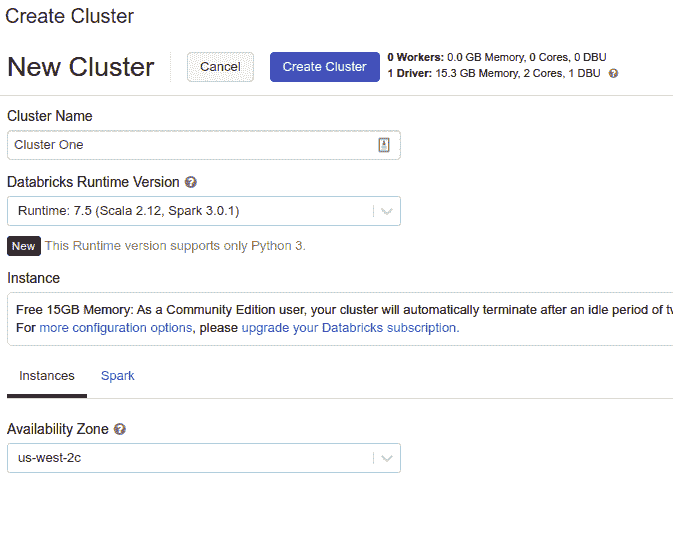 Create Cluster
New Cluster
Cancel
Create Cluster
0 Workers: 0.0 GB Memory, 0 Cores, 0 DBU
1 Driver: 15.3 GB Memory, 2 Cores, 1 DBU ?
Cluster Name
Cluster One
Databricks Runtime Version ?
Runtime: 7.5 (Scala 2.12, Spark 3.0.1)
New This Runtime version supports only Python 3.
Instance
Free 15GB Memory: As a Community Edition user, your cluster will automatically terminate after an idle period of
For more configuration options, please upgrade your Databricks subscription.
Instances Spark
Availability Zone ?
us-west-2c